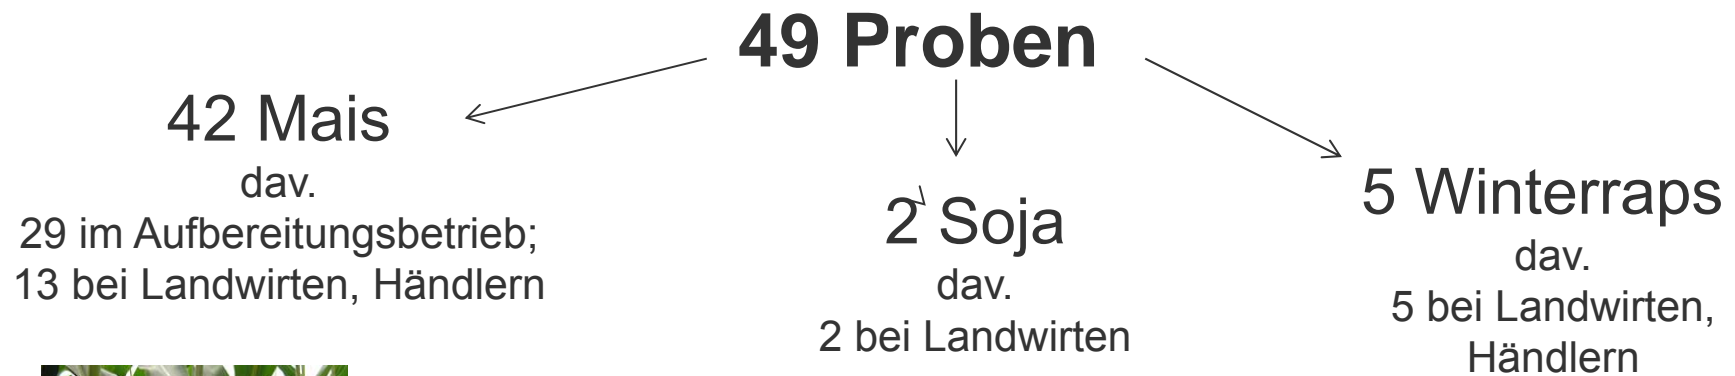 49 Proben
42 Mais
dav.
29 im Aufbereitungsbetrieb;
13 bei Landwirten, Händlern
2 Soja
dav.
2 bei Landwirten
5 Winterraps
dav.
5 bei Landwirten,
Händlern